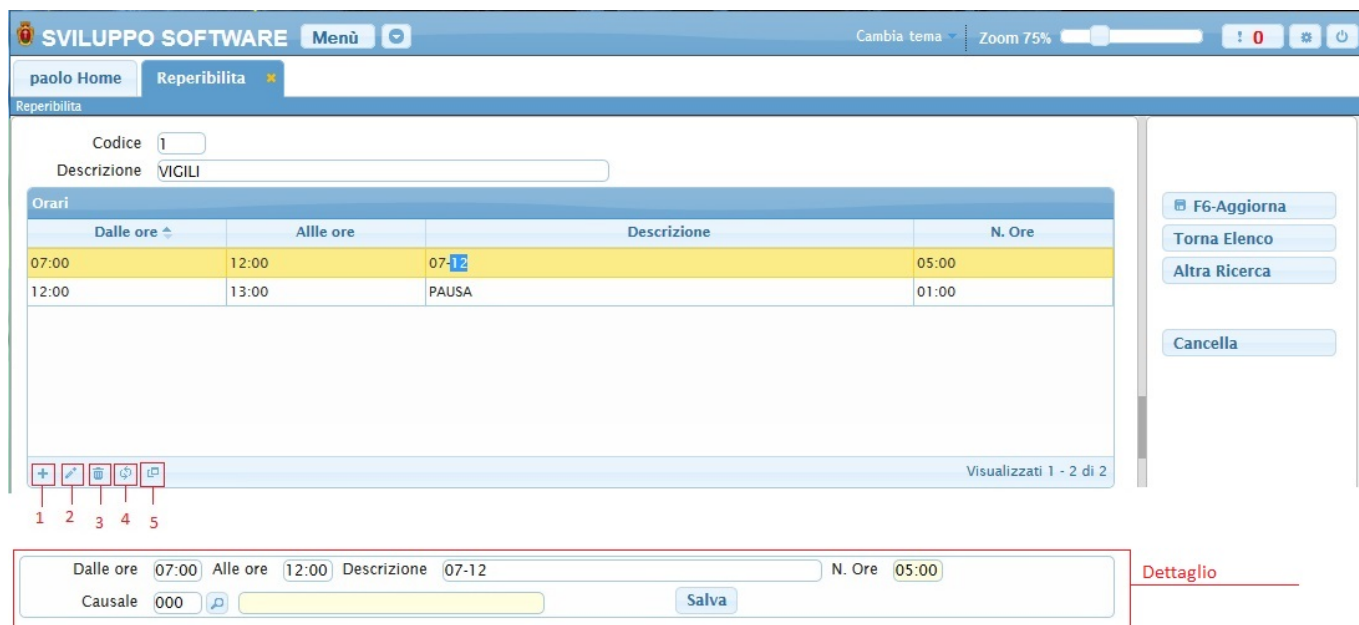 SVILUPPO SOFTWARE Menù Cambia tema Zoom 75% ! 0
paolo Home Reperibilita
Reperibilita
Codice 1
Descrizione VIGILI
Orari
Dalle ore Allle ore Descrizione N. Ore
07:00 12:00 07-12 05:00
12:00 13:00 PAUSA 01:00
Visualizzati 1 - 2 di 2
F6-Aggiorna
Torna Elenco
Altra Ricerca
Cancella
1 2 3 4 5
Dalle ore 07:00 Alle ore 12:00 Descrizione 07-12 N. Ore 05:00
Causale 000 Salva
Dettaglio